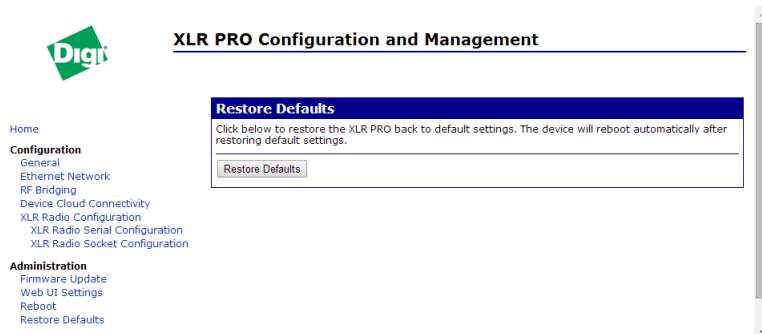 Digi
XLR PRO Configuration and Management
Home
Configuration
General
Ethernet Network
RF Bridging
Device Cloud Connectivity
XLR Radio Configuration
XLR Radio Serial Configuration
XLR Radio Socket Configuration
Administration
Firmware Update
Web UI Settings
Reboot
Restore Defaults
Restore Defaults
Click below to restore the XLR PRO back to default settings. The device will reboot automatically after
restoring default settings.
Restore Defaults